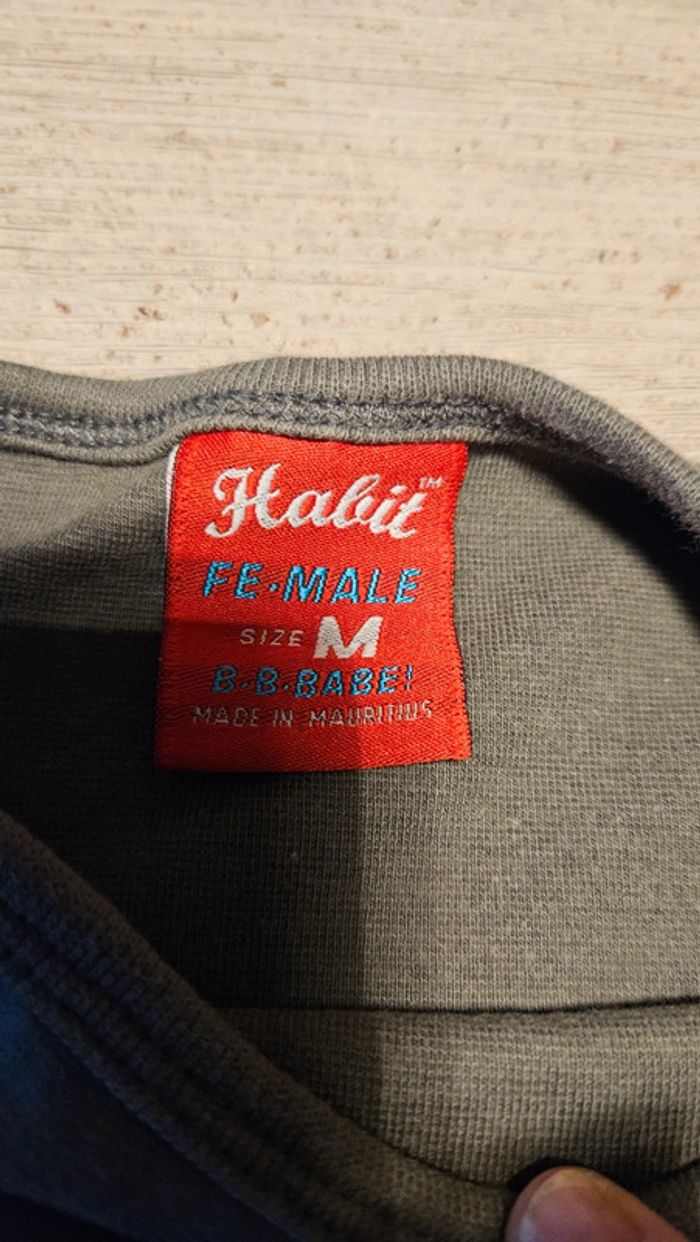 Habit™
FE-MALE
SIZE M
B-B-BABE!
MADE IN MAURITIUS